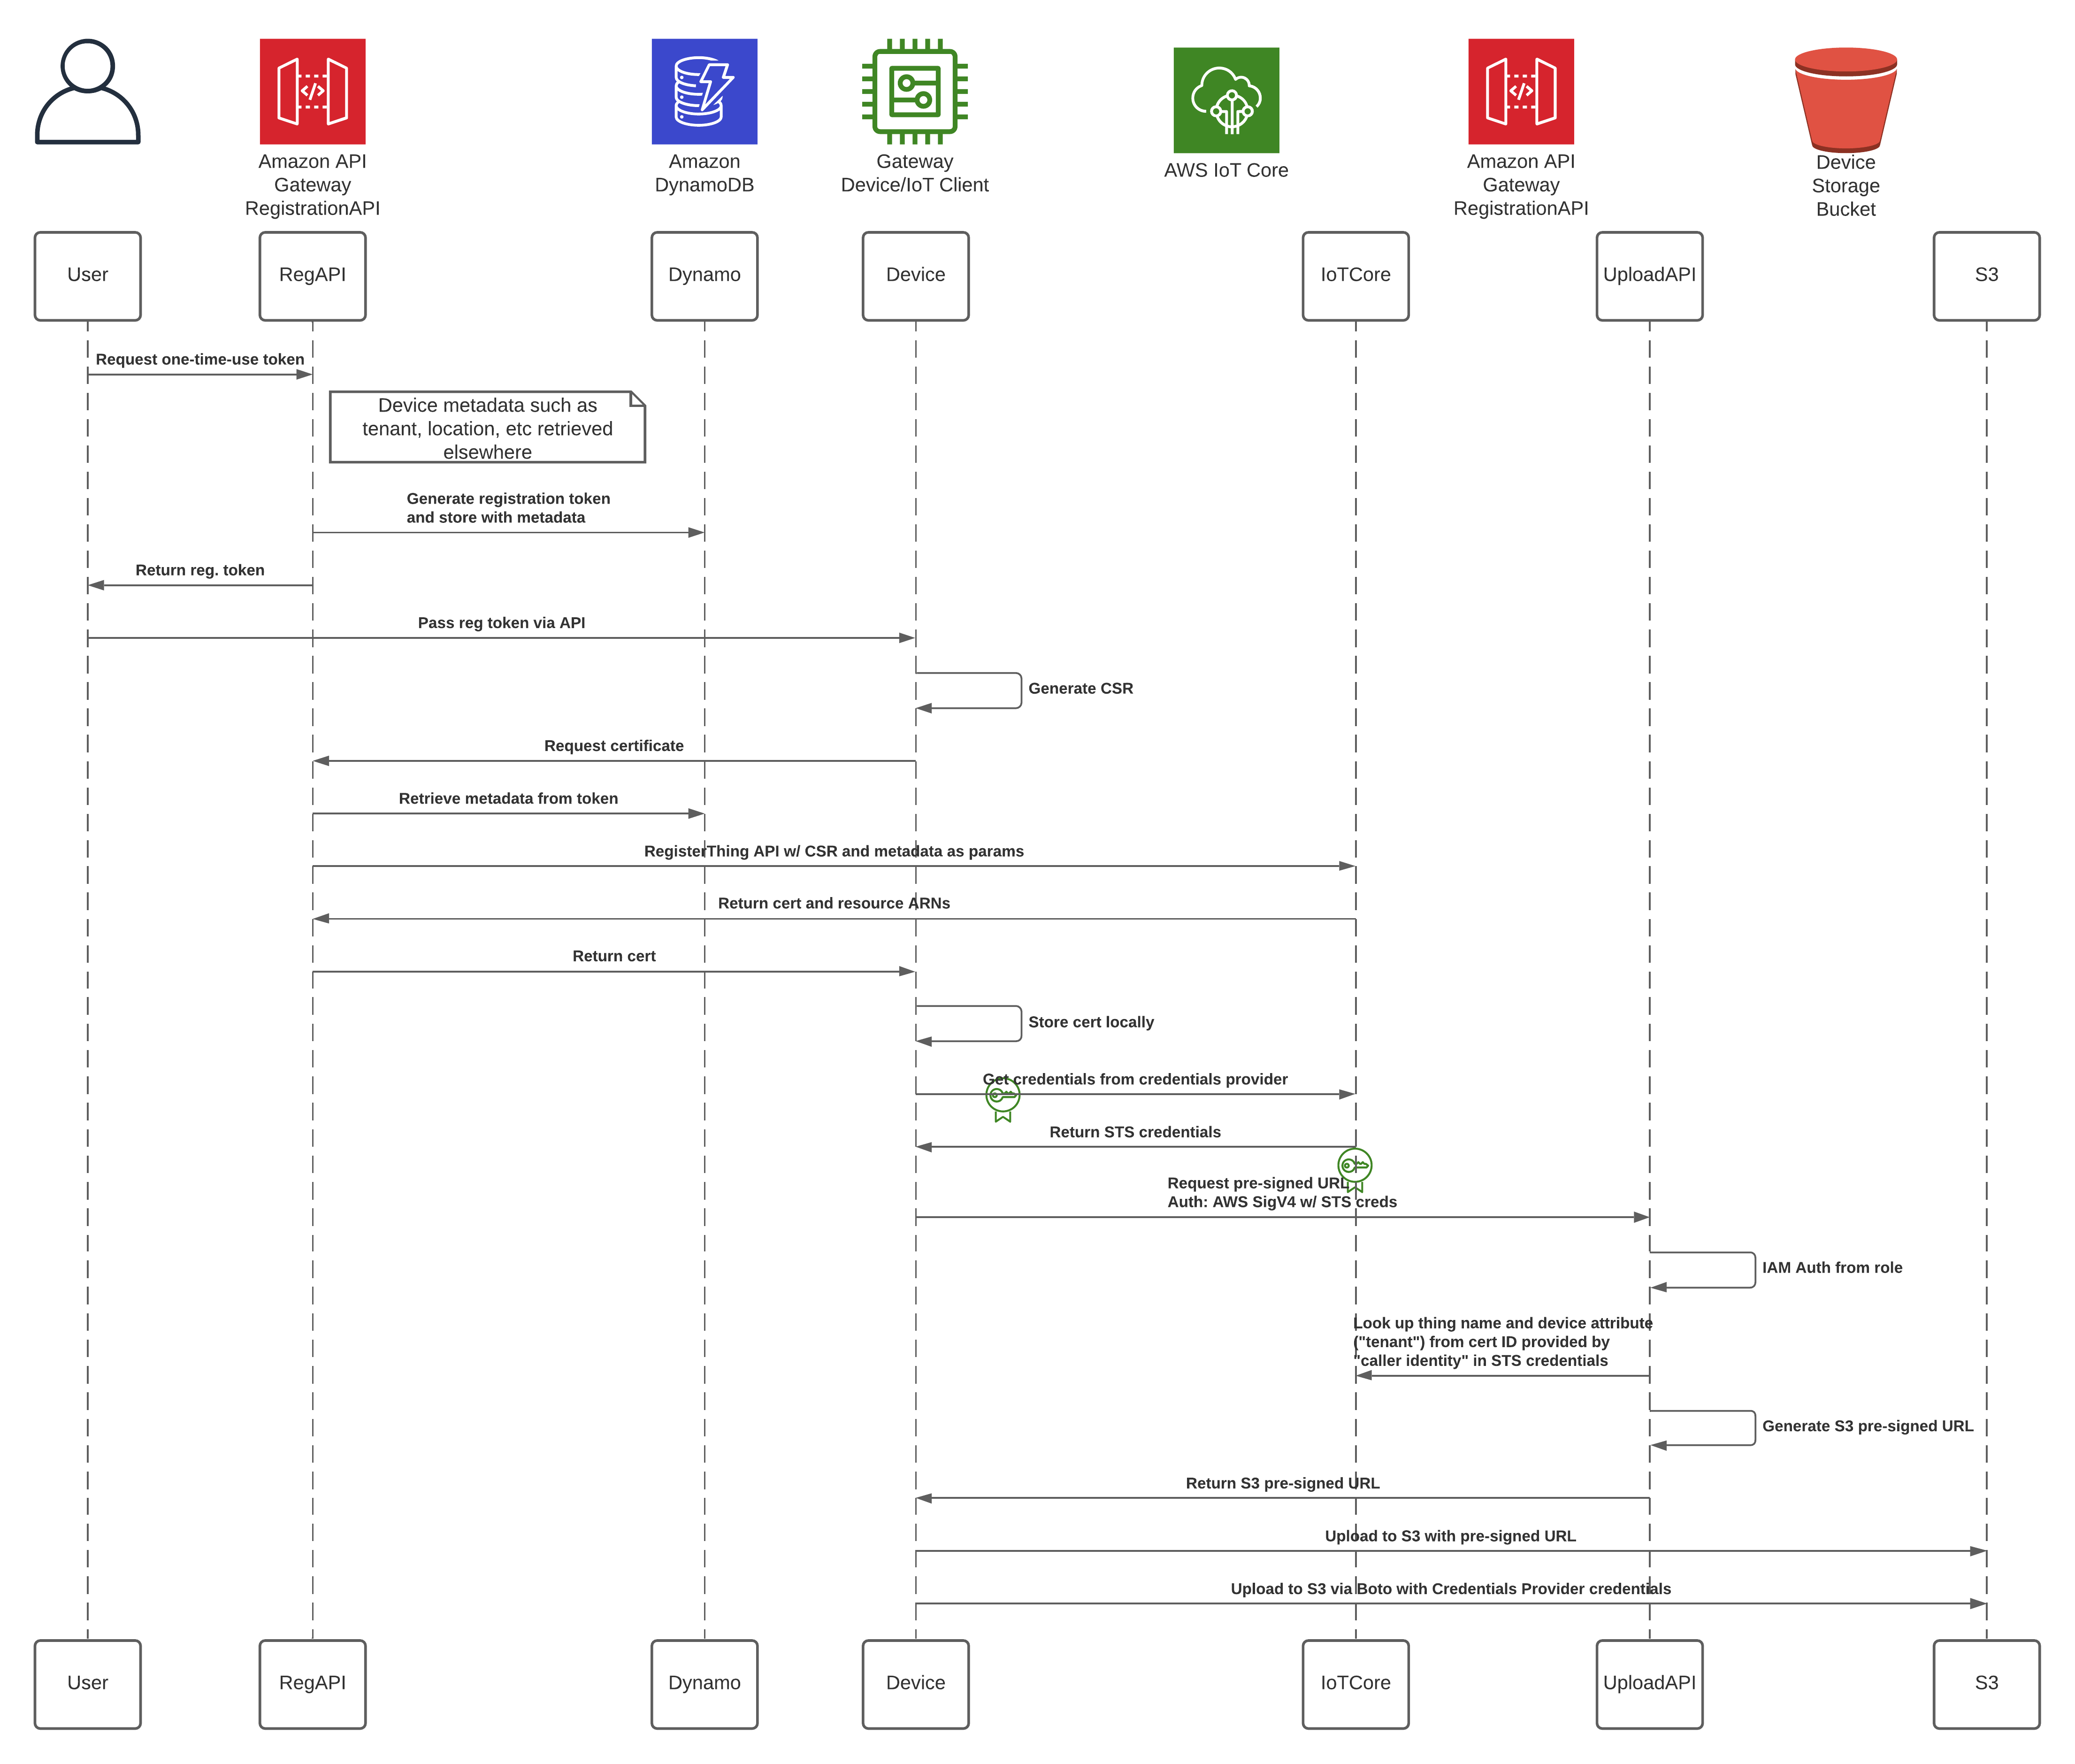 Amazon API
Gateway
RegistrationAPI
Amazon
DynamoDB
Gateway
Device/IoT Client
AWS IoT Core
Amazon API
Gateway
RegistrationAPI
Device
Storage
Bucket
User
RegAPI
Dynamo
Device
IoTCore
UploadAPI
S3
Request one-time-use token
Device metadata such as
tenant, location, etc retrieved
elsewhere
Generate registration token
and store with metadata
Return reg. token
Pass reg token via API
Generate CSR
Request certificate
Retrieve metadata from token
RegisterThing API w/ CSR and metadata as params
Return cert and resource ARNs
Return cert
Store cert locally
Get credentials from credentials provider
Return STS credentials
Request pre-signed URL
Auth: AWS SigV4 w/ STS creds
IAM Auth from role
Look up thing name and device attribute
("tenant") from cert ID provided by
"caller identity" in STS credentials
Generate S3 pre-signed URL
Return S3 pre-signed URL
Upload to S3 with pre-signed URL
Upload to S3 via Boto with Credentials Provider credentials
User
RegAPI
Dynamo
Device
IoTCore
UploadAPI
S3